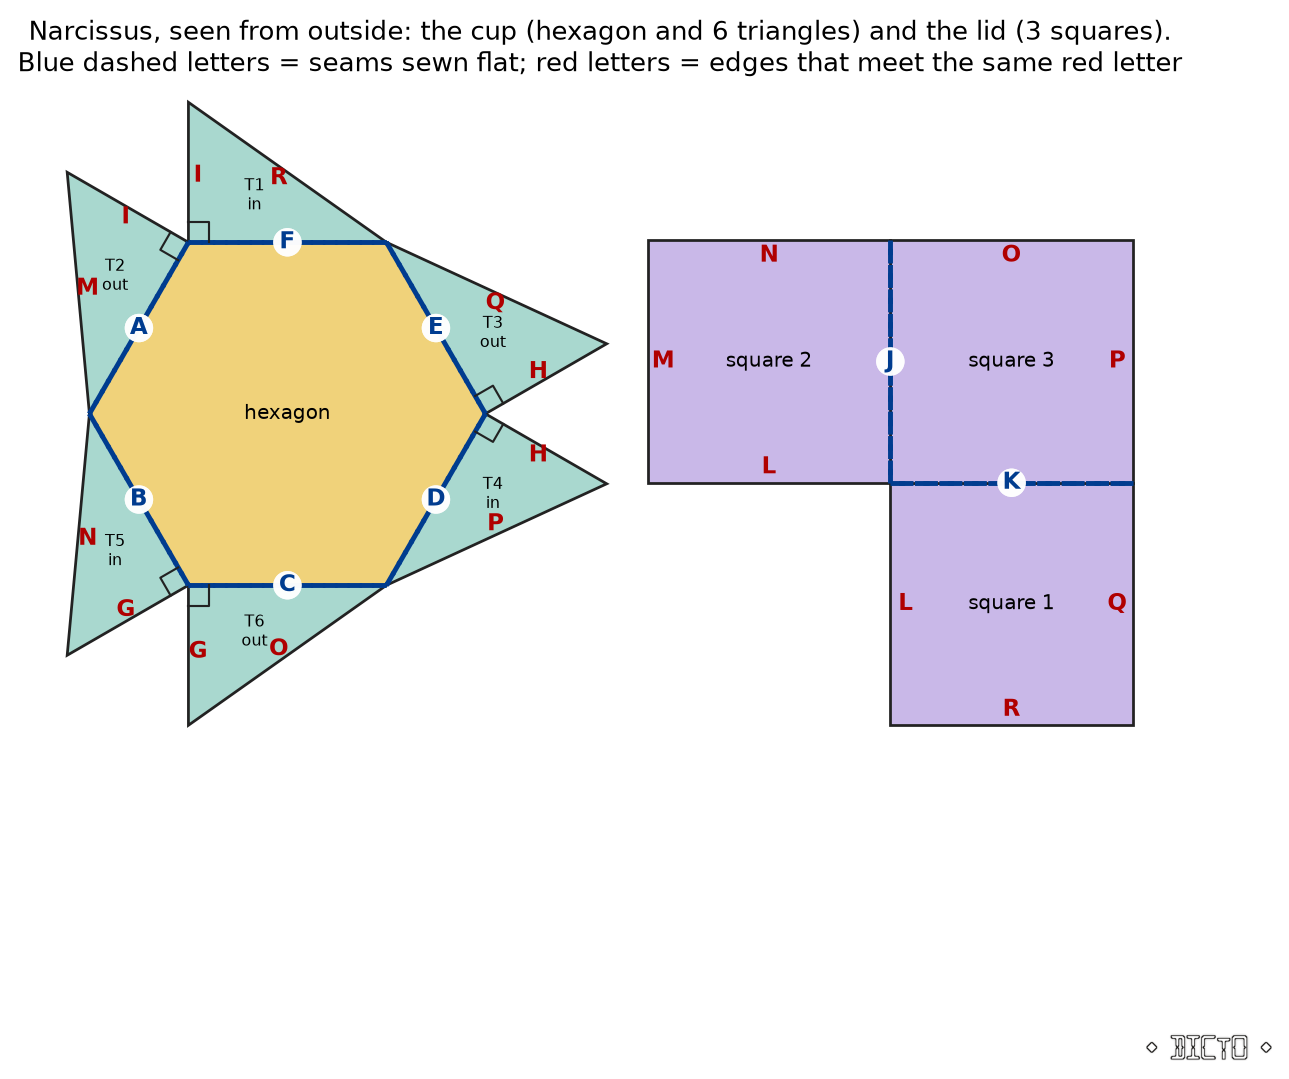 Narcissus, seen from outside: the cup (hexagon and 6 triangles) and the lid (3 squares).
Blue dashed letters = seams sewn flat; red letters = edges that meet the same red letter
I
R
T1
in
I
F
T2
out
M
A
Q
T3
out
E
H
hexagon
H
T4
in
P
D
B
N
T5
in
G
C
T6
out
G
O
N
O
M
square 2
J
square 3
P
L
K
L
square 1
Q
R
DICTO